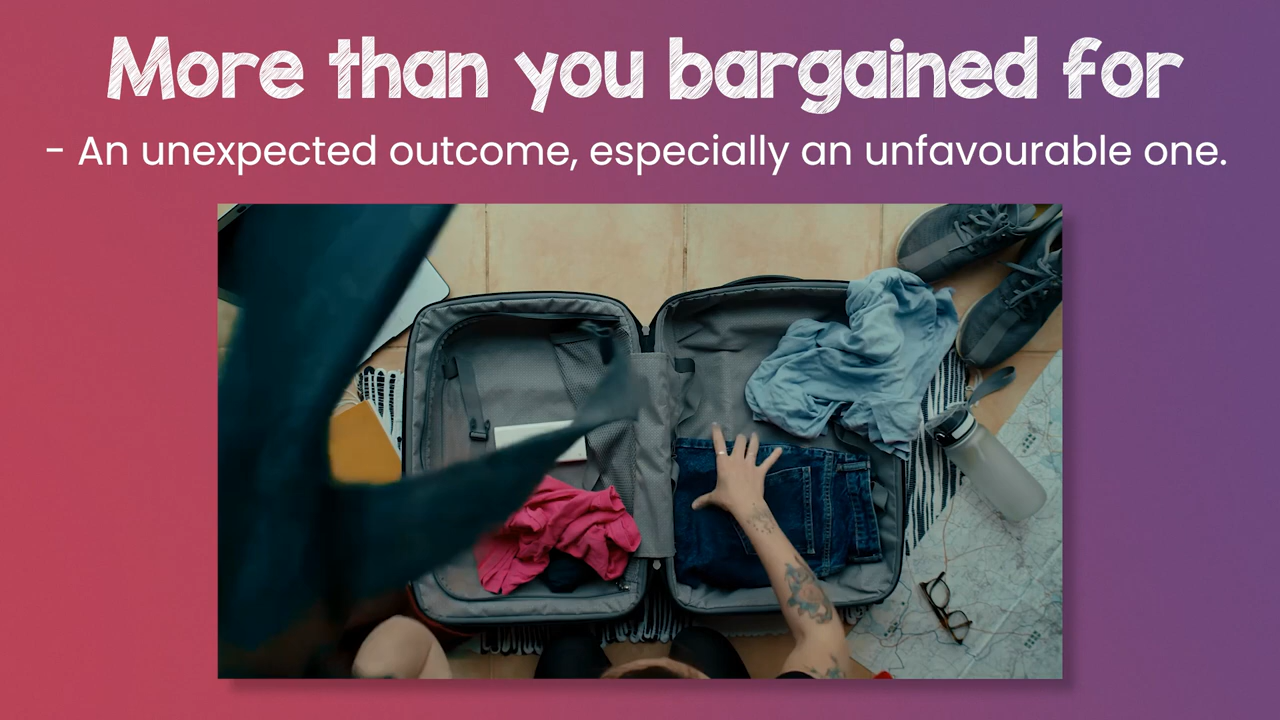 More than you bargained for
- An unexpected outcome, especially an unfavourable one.